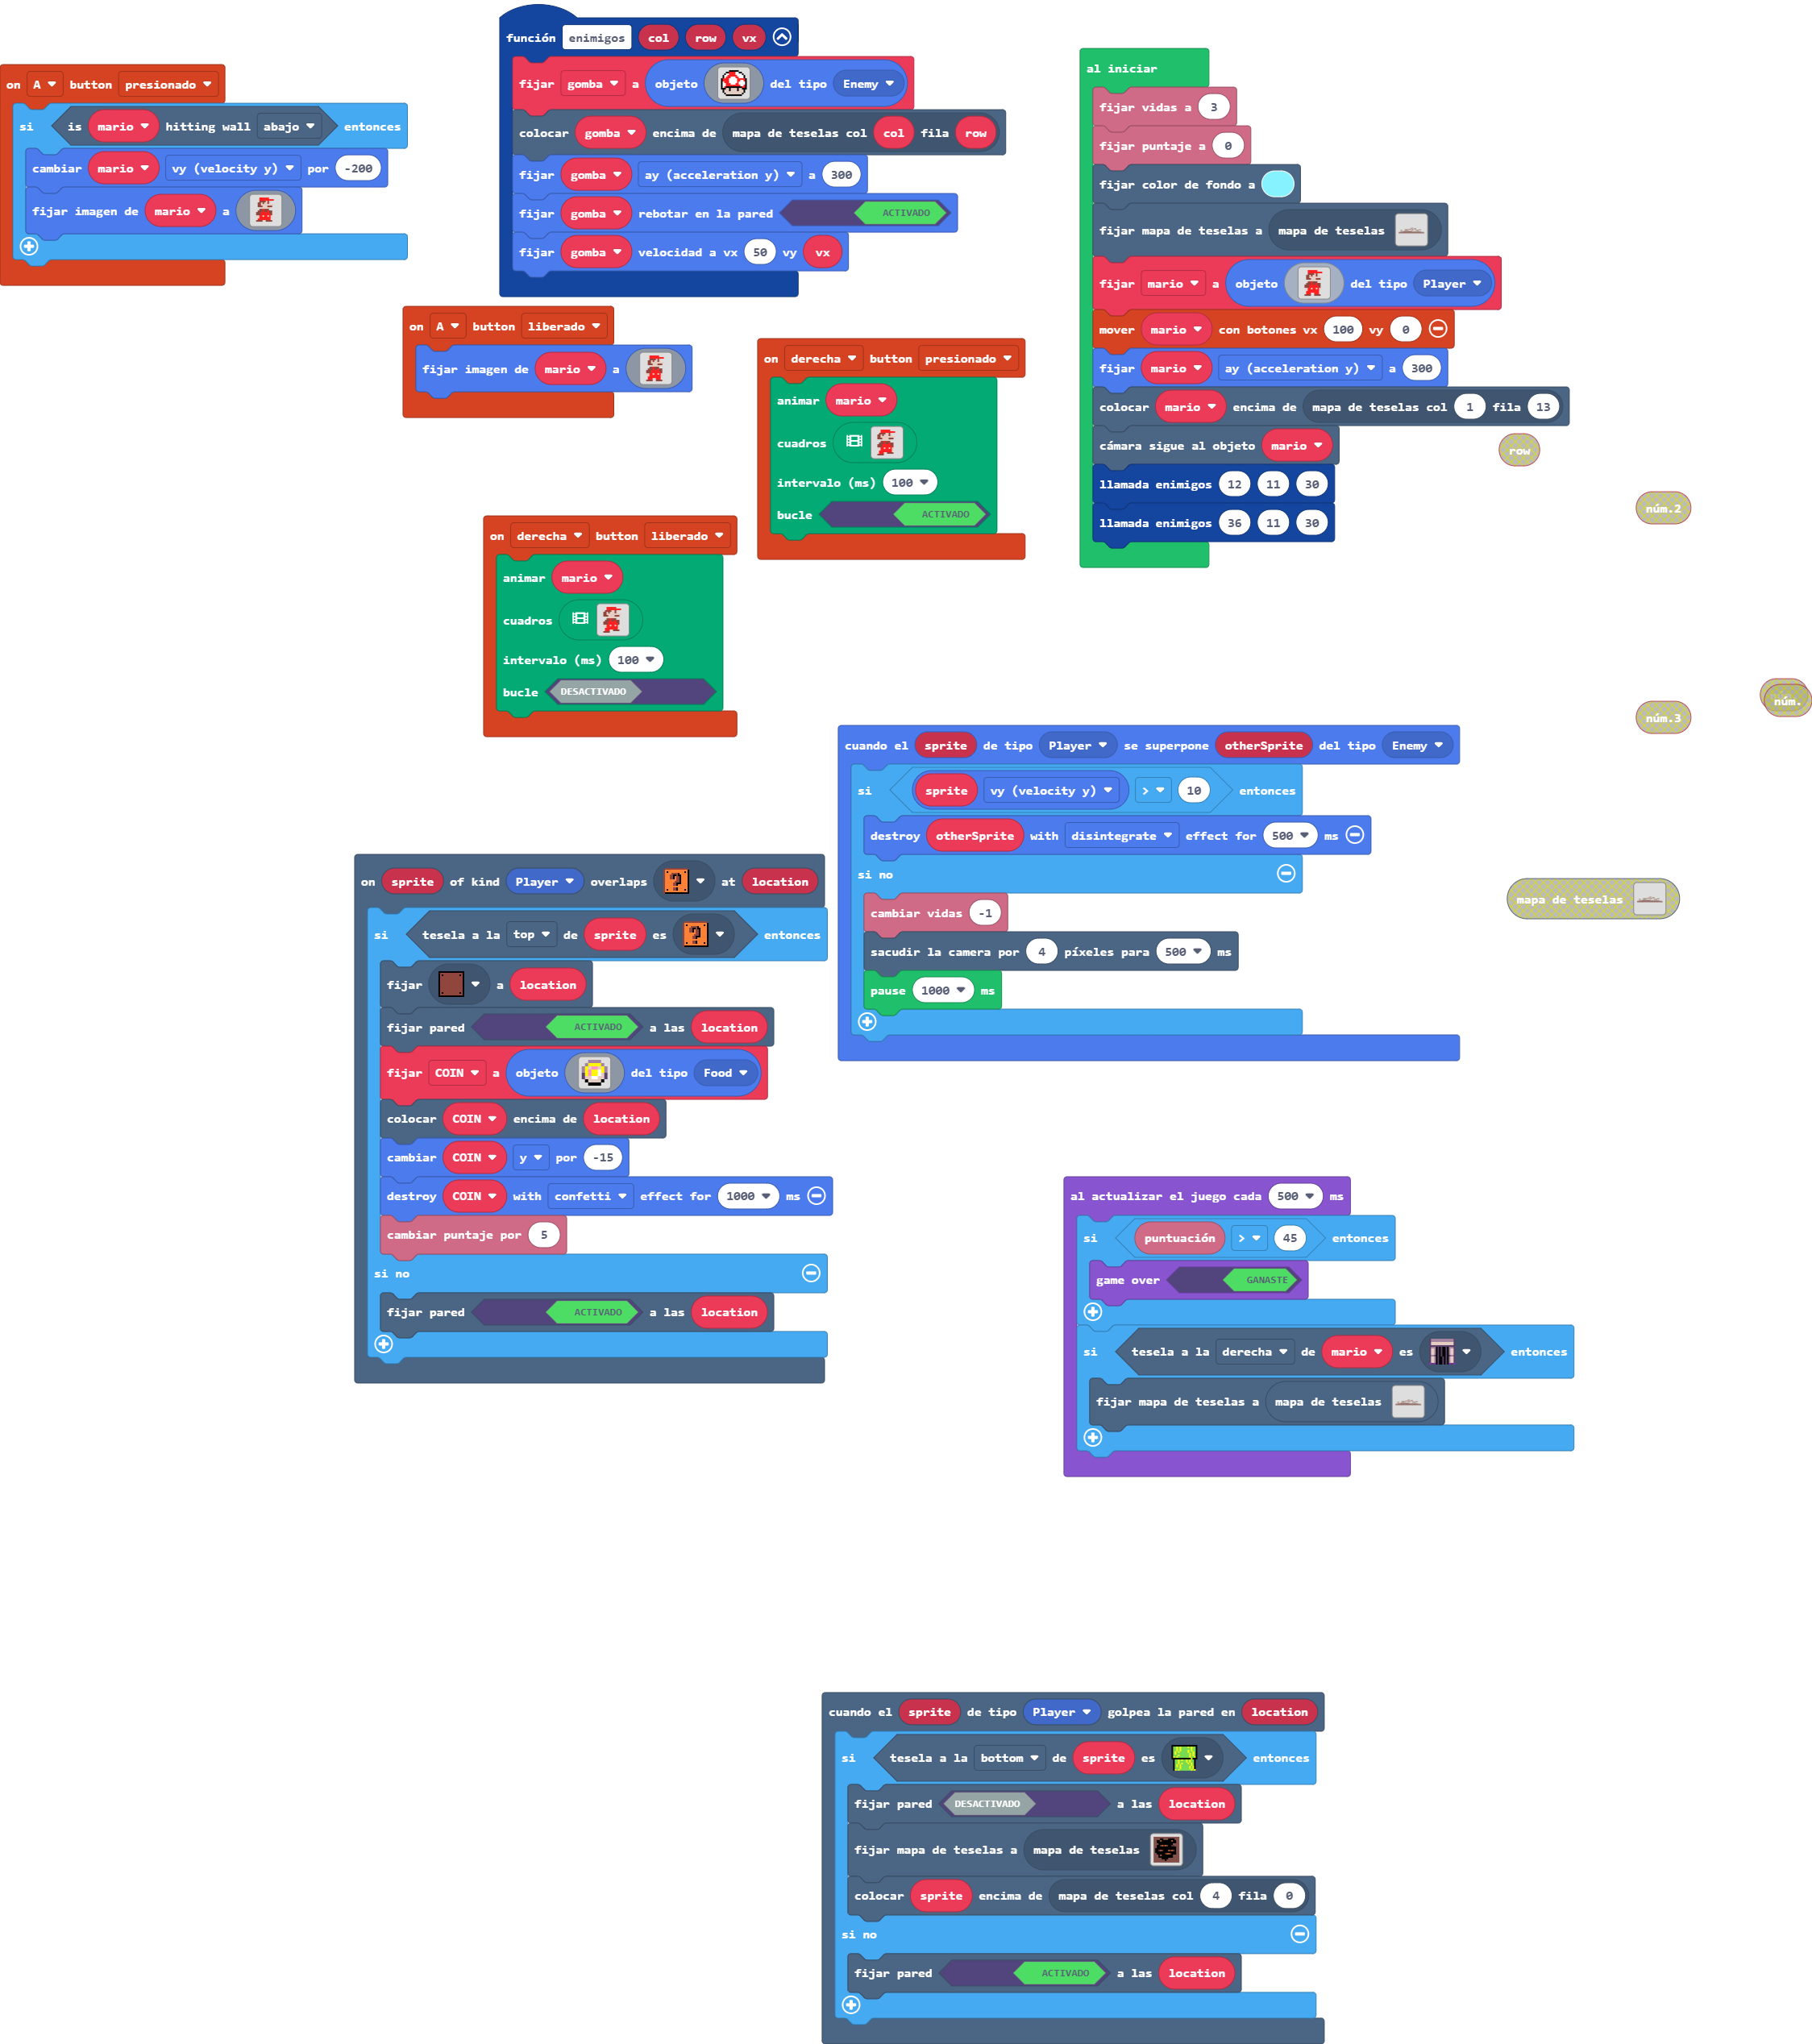 on A button presionado
si is mario hitting wall abajo entonces
cambiar mario vy (velocity y) por -200
fijar imagen de mario a
función enimigos col row vx
fijar gomba a objeto del tipo Enemy
colocar gomba encima de mapa de teselas col col fila row
fijar gomba ay (acceleration y) a 300
fijar gomba rebotar en la pared ACTIVADO
fijar gomba velocidad a vx 50 vy vx
on A button liberado
fijar imagen de mario a
on derecha button presionado
animar mario
cuadros
intervalo (ms) 100
bucle ACTIVADO
on derecha button liberado
animar mario
cuadros
intervalo (ms) 100
bucle DESACTIVADO
al iniciar
fijar vidas a 3
fijar puntaje a 0
fijar color de fondo a
fijar mapa de teselas a mapa de teselas
fijar mario a objeto del tipo Player
mover mario con botones vx 100 vy 0
fijar mario ay (acceleration y) a 300
colocar mario encima de mapa de teselas col 1 fila 13
cámara sigue al objeto mario
llamada enimigos 12 11 30
llamada enimigos 36 11 30
row
núm.2
núm.3
núm.
mapa de teselas
cuando el sprite de tipo Player se superpone otherSprite del tipo Enemy
si sprite vy (velocity y) > 10 entonces
destroy otherSprite with disintegrate effect for 500 ms
si no
cambiar vidas -1
sacudir la camera por 4 píxeles para 500 ms
pause 1000 ms
on sprite of kind Player overlaps at location
si tesela a la top de sprite es entonces
fijar a location
fijar pared ACTIVADO a las location
fijar COIN a objeto del tipo Food
colocar COIN encima de location
cambiar COIN y por -15
destroy COIN with confetti effect for 1000 ms
cambiar puntaje por 5
si no
fijar pared ACTIVADO a las location
al actualizar el juego cada 500 ms
si puntuación > 45 entonces
game over GANASTE
si tesela a la derecha de mario es entonces
fijar mapa de teselas a mapa de teselas
cuando el sprite de tipo Player golpea la pared en location
si tesela a la bottom de sprite es entonces
fijar pared DESACTIVADO a las location
fijar mapa de teselas a mapa de teselas
colocar sprite encima de mapa de teselas col 4 fila 0
si no
fijar pared ACTIVADO a las location